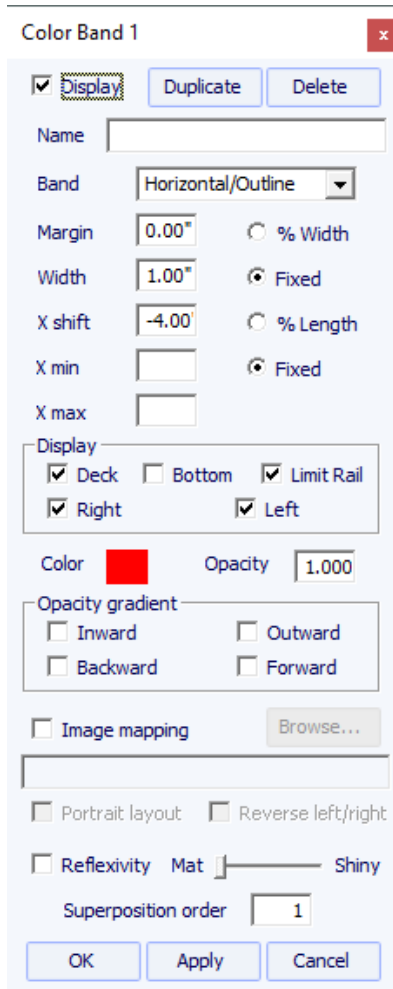 Color Band 1
x
Display Duplicate Delete
Name
Band Horizontal/Outline
Margin 0.00" % Width
Width 1.00" Fixed
X shift -4.00' % Length
X min Fixed
X max
Display
Deck Bottom Limit Rail
Right Left
Color Opacity 1.000
Opacity gradient
Inward Outward
Backward Forward
Image mapping Browse...
Portrait layout Reverse left/right
Reflexivity Mat Shiny
Superposition order 1
OK Apply Cancel